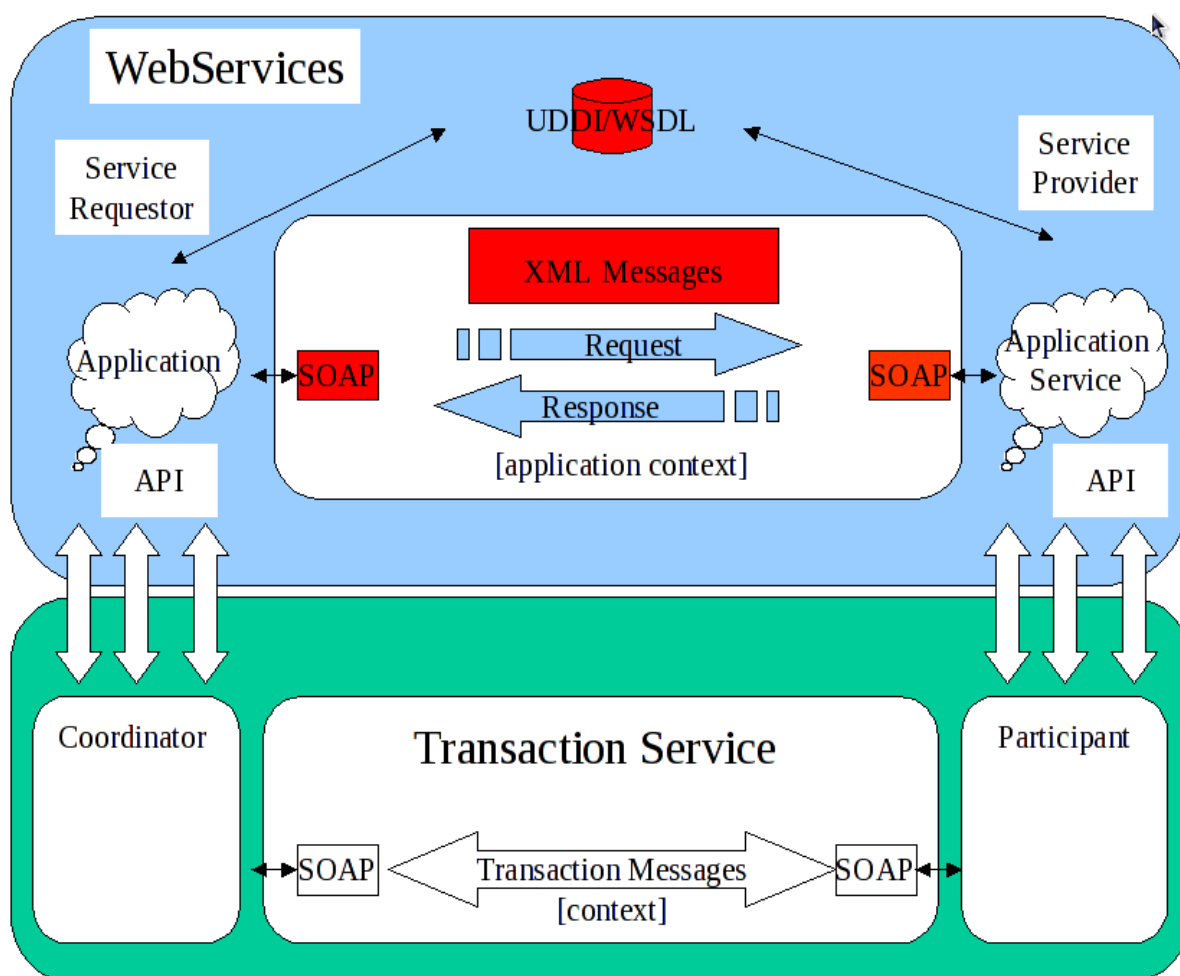 WebServices
UDDI/WSDL
Service
Requestor
Service
Provider
XML Messages
Application
SOAP
Request
Response
[application context]
SOAP
Application
Service
API
API
Coordinator
Transaction Service
Participant
SOAP
Transaction Messages
[context]
SOAP